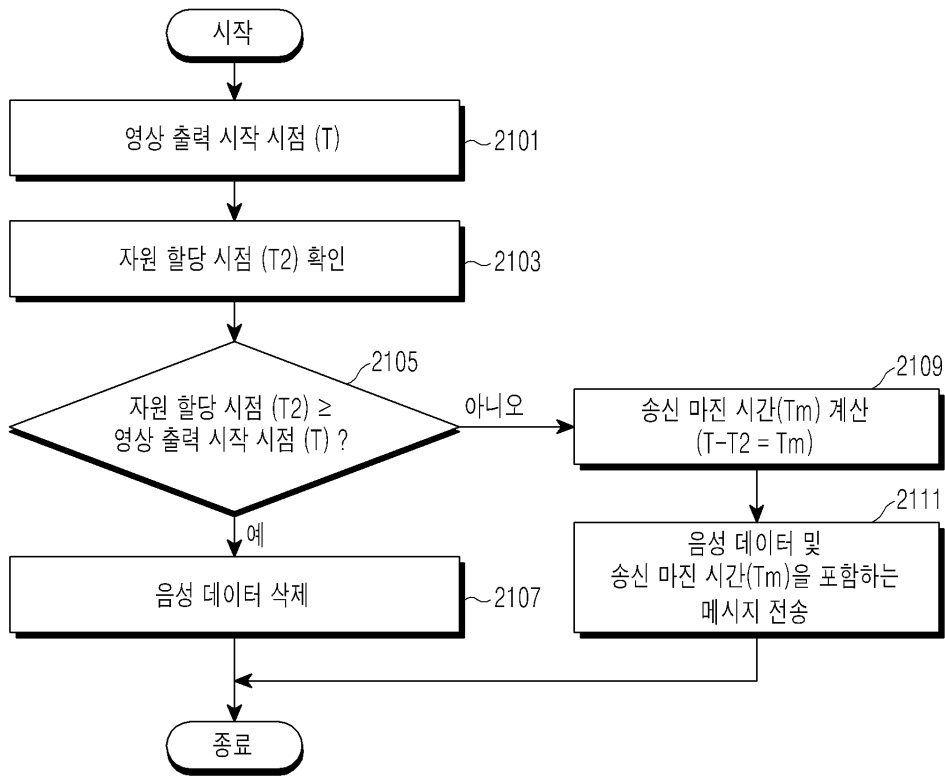 시작
영상 출력 시작 시점 (T)
2101
자원 할당 시점 (T2) 확인
2103
2105
자원 할당 시점 (T2) ≥
영상 출력 시작 시점 (T) ?
아니오
2109
송신 마진 시간(Tm) 계산
(T-T2 = Tm)
예
2111
음성 데이터 및
송신 마진 시간(Tm)을 포함하는
메시지 전송
음성 데이터 삭제
2107
종료